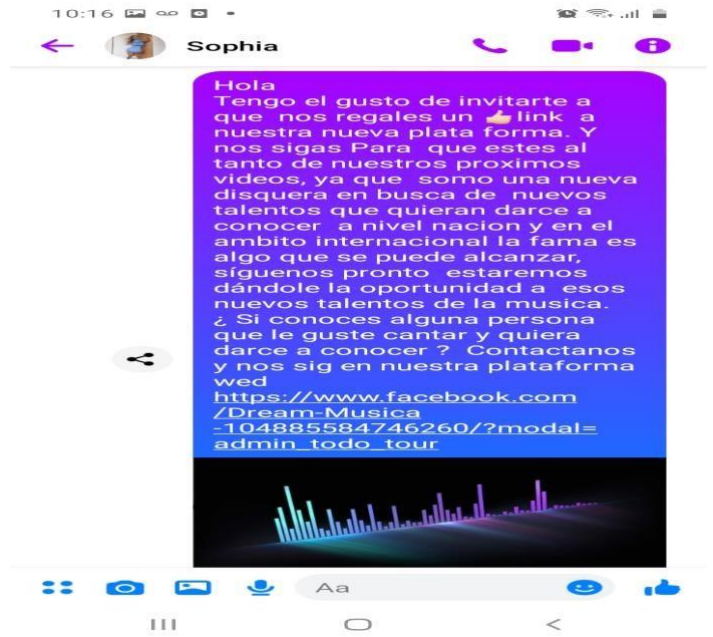 10:16
Sophia
Hola
Tengo el gusto de invitarte a
que nos regales un 👍link a
nuestra nueva plata forma. Y
nos sigas Para que estes al
tanto de nuestros proximos
videos, ya que somo una nueva
disquera en busca de nuevos
talentos que quieran darce a
conocer a nivel nacion y en el
ambito internacional la fama es
algo que se puede alcanzar,
síguenos pronto estaremos
dándole la oportunidad a esos
nuevos talentos de la musica.
¿ Si conoces alguna persona
que le guste cantar y quiera
darce a conocer ? Contactanos
y nos sig en nuestra plataforma
wed
https://www.facebook.com
/Dream-Musica
-104885584746260/?modal=
admin_todo_tour
Aa